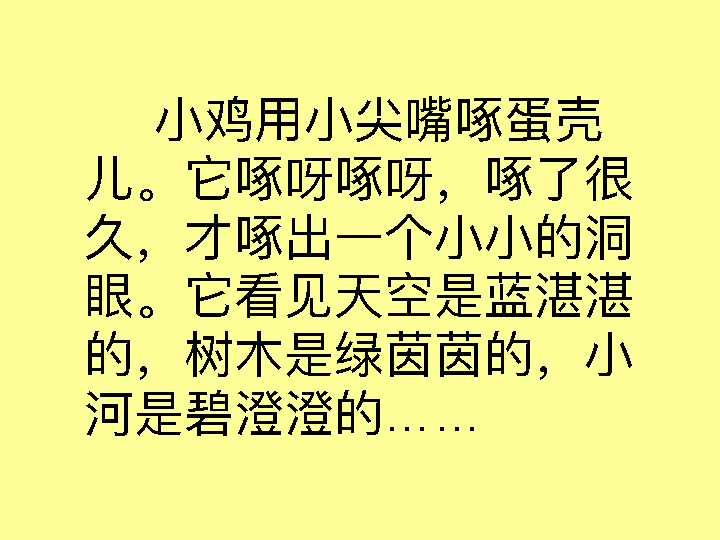 小鸡用小尖嘴啄蛋壳
儿。它啄呀啄呀，啄了很
久，才啄出一个小小的洞
眼。它看见天空是蓝湛湛
的，树木是绿茵茵的，小
河是碧澄澄的……